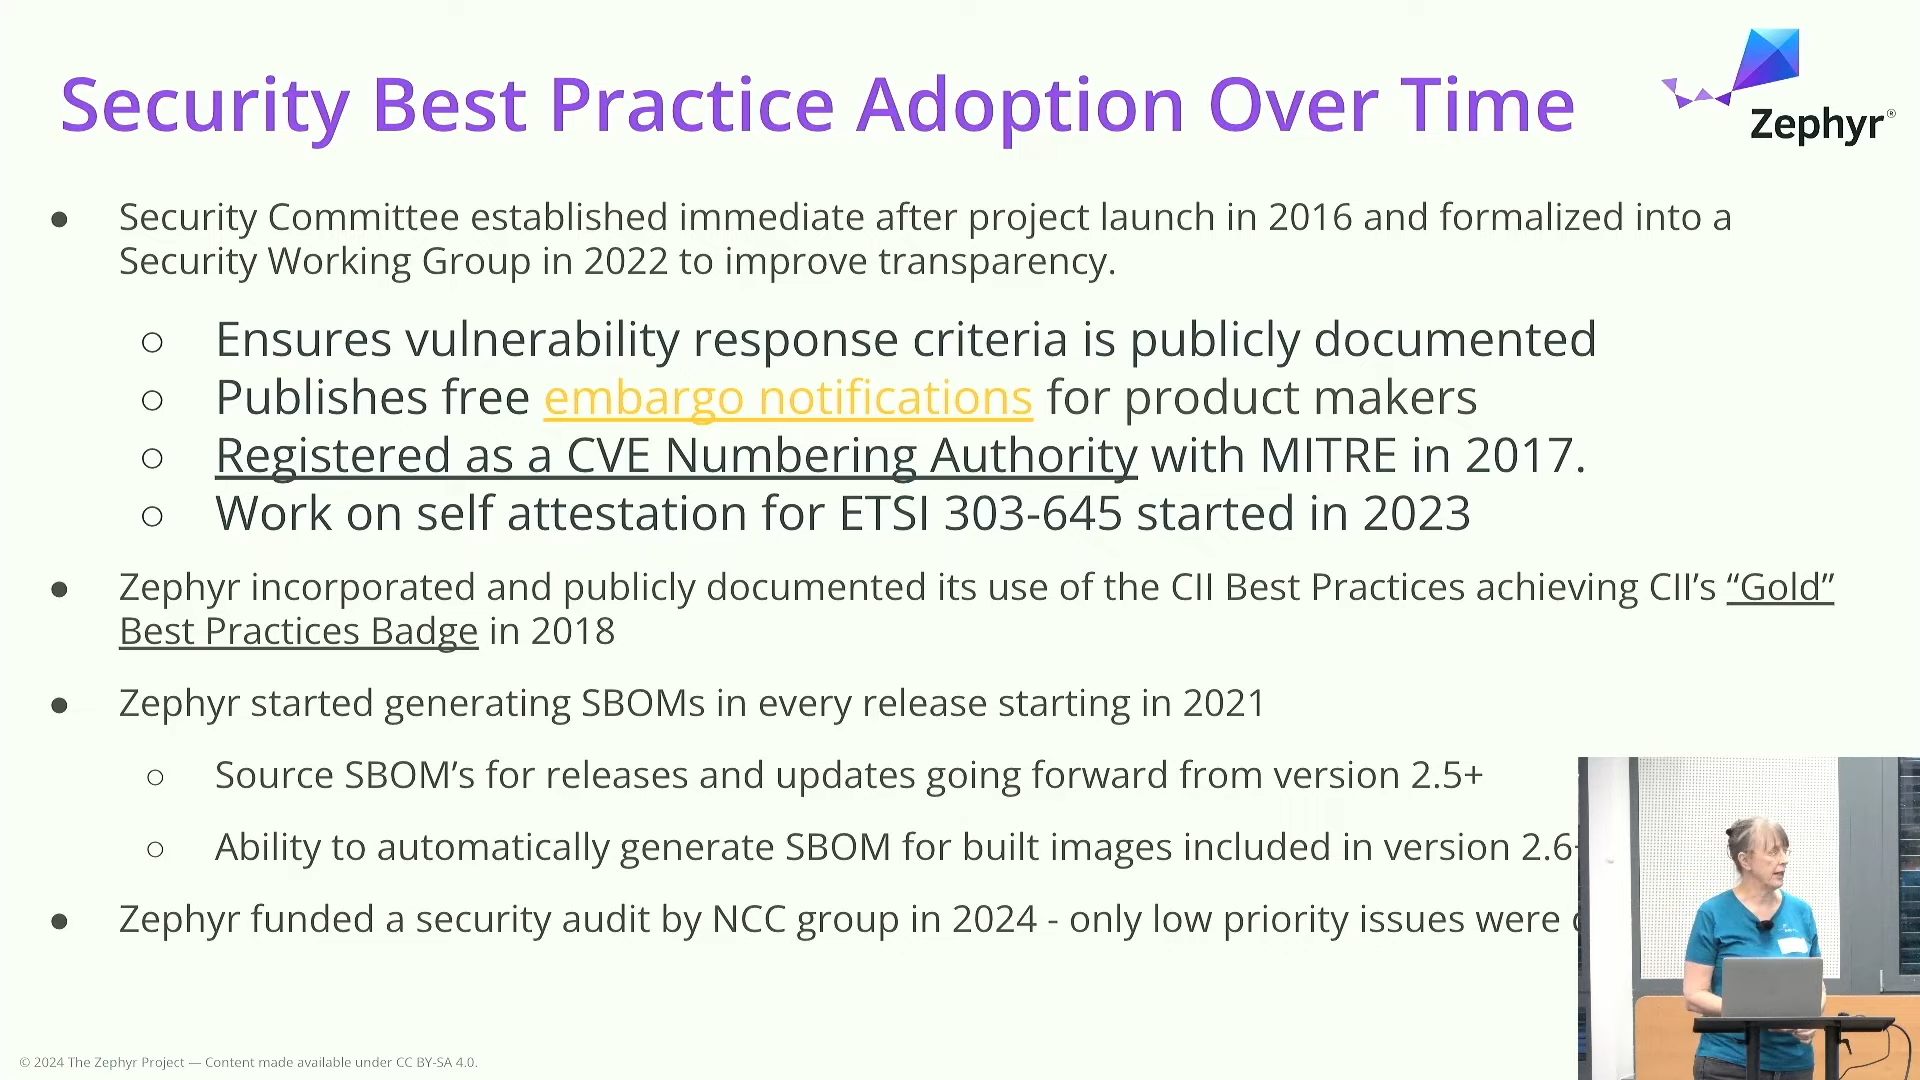 Security Best Practice Adoption Over Time
Zephyr®
● Security Committee established immediate after project launch in 2016 and formalized into a
Security Working Group in 2022 to improve transparency.
○ Ensures vulnerability response criteria is publicly documented
○ Publishes free embargo notifications for product makers
○ Registered as a CVE Numbering Authority with MITRE in 2017.
○ Work on self attestation for ETSI 303-645 started in 2023
● Zephyr incorporated and publicly documented its use of the CII Best Practices achieving CII’s “Gold”
Best Practices Badge in 2018
● Zephyr started generating SBOMs in every release starting in 2021
○ Source SBOM’s for releases and updates going forward from version 2.5+
○ Ability to automatically generate SBOM for built images included in version 2.6
● Zephyr funded a security audit by NCC group in 2024 - only low priority issues were
© 2024 The Zephyr Project — Content made available under CC BY-SA 4.0.